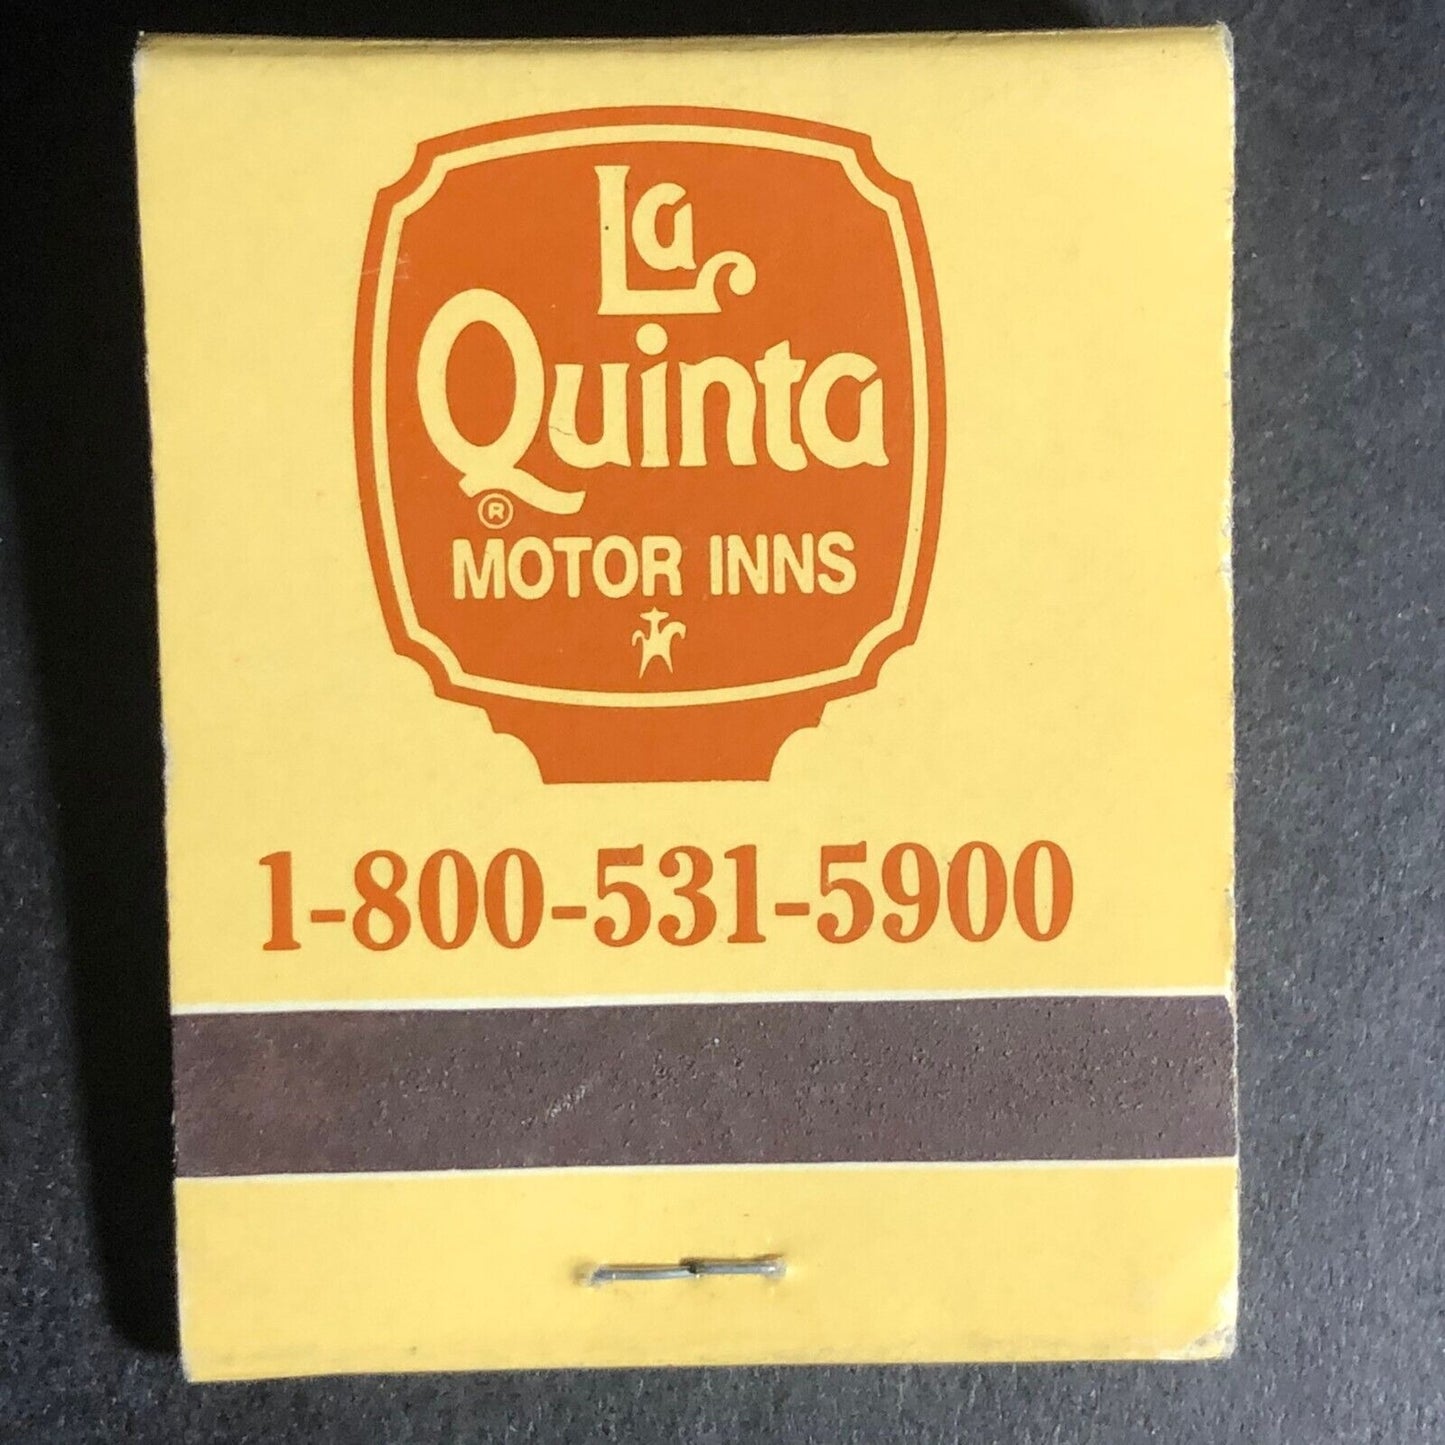 La
Quinta
®
MOTOR INNS
1-800-531-5900